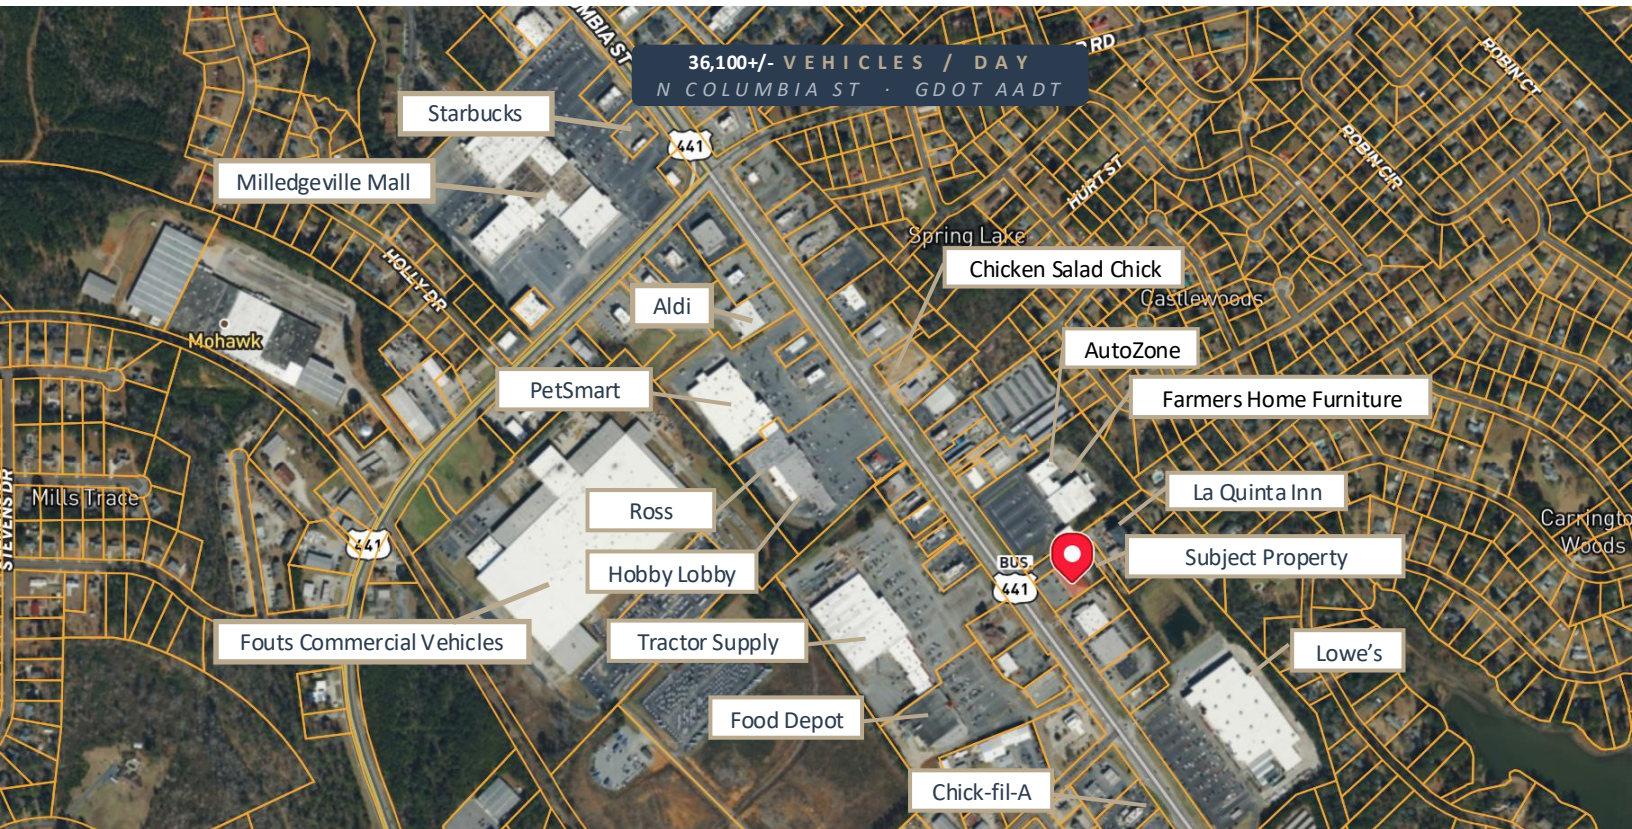 MBIA ST
36,100+/- VEHICLES / DAY
N COLUMBIA ST · GDOT AADT
RD
ROBIN CT
Starbucks
441
ROBIN CIR
Milledgeville Mall
HURT ST
Spring Lake
Chicken Salad Chick
HOLLY DR
Castlewoods
Aldi
Mohawk
AutoZone
PetSmart
Farmers Home Furniture
Mills Trace
STEVENS DR
La Quinta Inn
Ross
Carringto
Woods
441
Subject Property
BUS
441
Hobby Lobby
Fouts Commercial Vehicles
Tractor Supply
Lowe's
Food Depot
Chick-fil-A